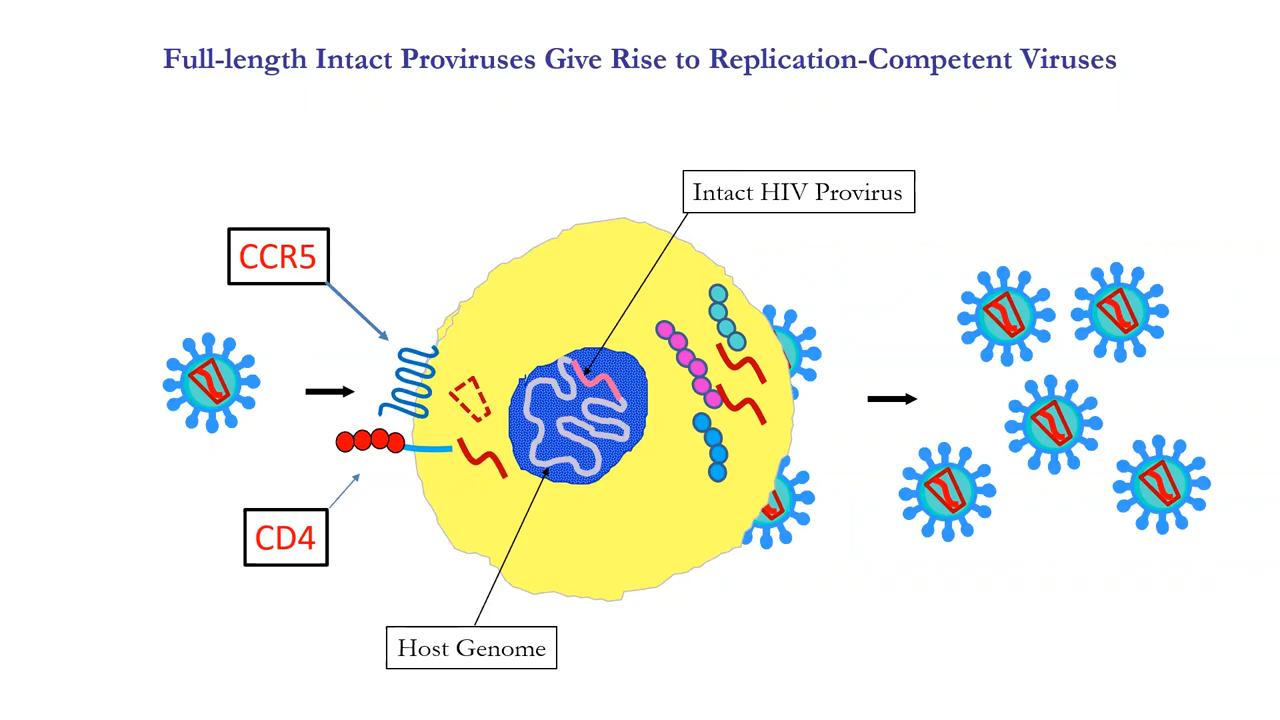 Full-length Intact Proviruses Give Rise to Replication-Competent Viruses
Intact HIV Provirus
CCR5
CD4
Host Genome